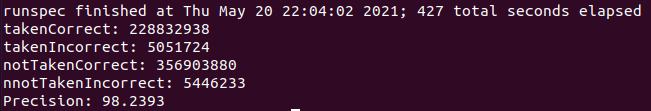 runspec finished at Thu May 20 22:04:02 2021; 427 total seconds elapsed
takenCorrect: 228832938
takenIncorrect: 5051724
notTakenCorrect: 356903880
nnotTakenIncorrect: 5446233
Precision: 98.2393